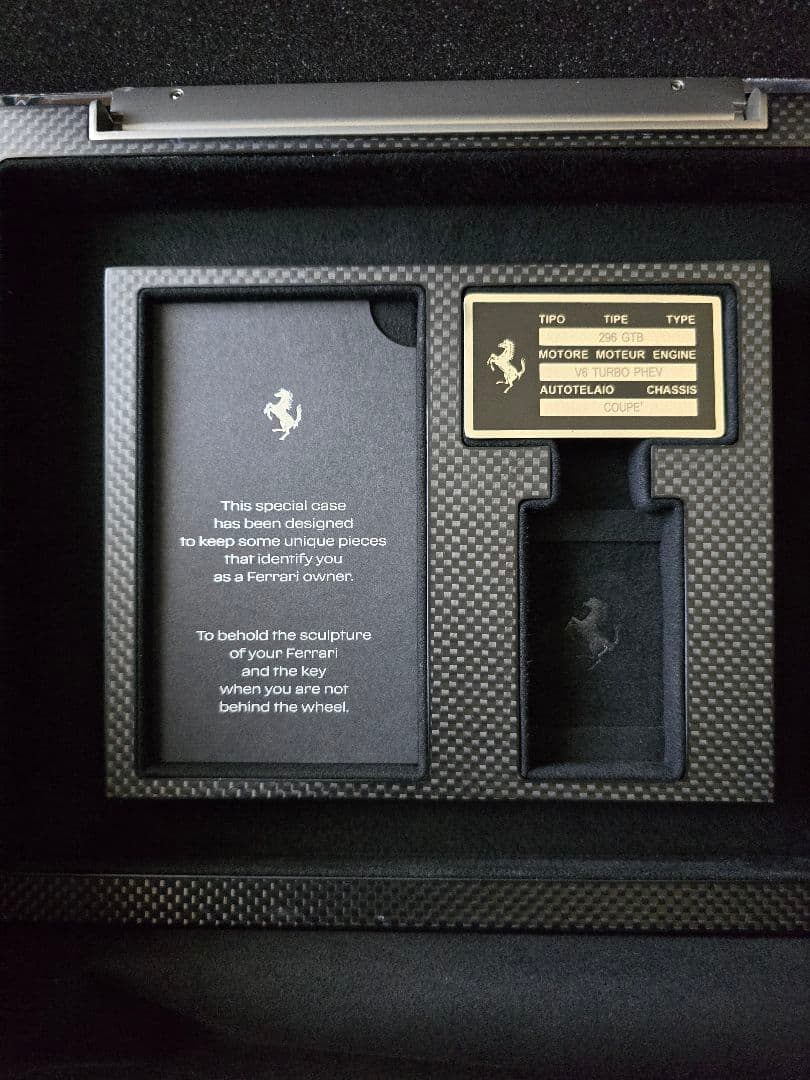 This special case
has been designed
to keep some unique pieces
that identify you
as a Ferrari owner.
To behold the sculpture
of your Ferrari
and the key
when you are not
behind the wheel.
TIPO TIPE TYPE
296 GTB
MOTORE MOTEUR ENGINE
V6 TURBO PHEV
AUTOTELAIO CHASSIS
COUPE'